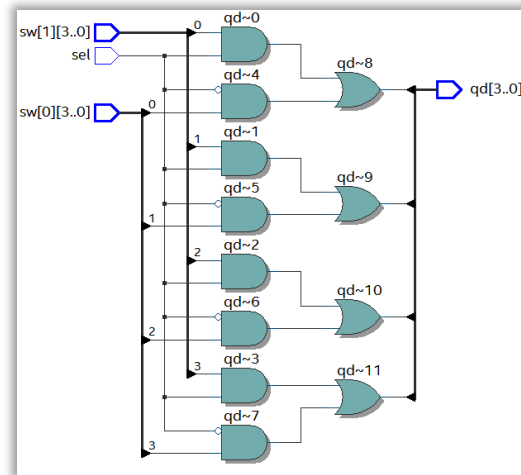 sw[1][3..0]
0
qd~0
sel
qd~8
qd[3..0]
qd~4
sw[0][3..0]
0
qd~1
1
qd~9
qd~5
1
qd~2
2
qd~10
qd~6
2
qd~3
3
qd~11
qd~7
3